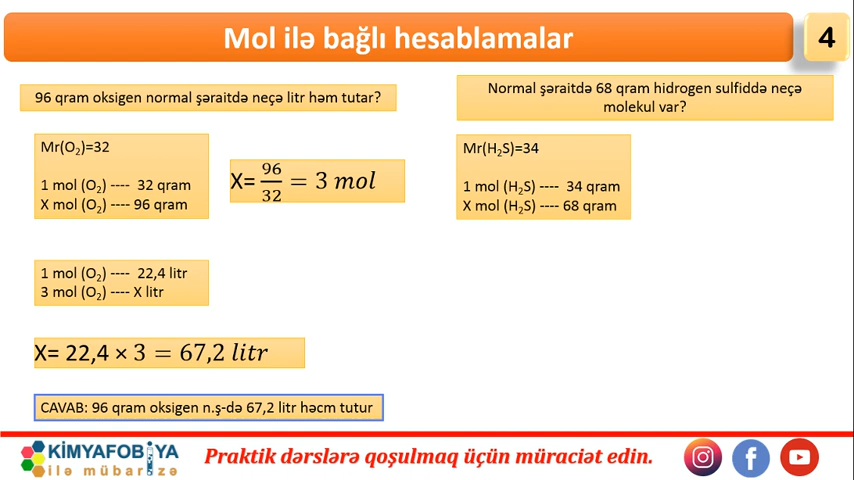 Mol ilə bağlı hesablamalar
4
96 qram oksigen normal şəraitdə neçə litr həm tutar?
Mr(O₂)=32
1 mol (O₂) ---- 32 qram
X mol (O₂) ---- 96 qram
X= 96/32 = 3 mol
1 mol (O₂) ---- 22,4 litr
3 mol (O₂) ---- X litr
X= 22,4 × 3 = 67,2 litr
CAVAB: 96 qram oksigen n.ş-də 67,2 litr həcm tutur
Normal şəraitdə 68 qram hidrogen sulfiddə neçə
molekul var?
Mr(H₂S)=34
1 mol (H₂S) ---- 34 qram
X mol (H₂S) ---- 68 qram
KİMYAFOBİYA
ilə mübarizə
Praktik dərslərə qoşulmaq üçün müraciət edin.